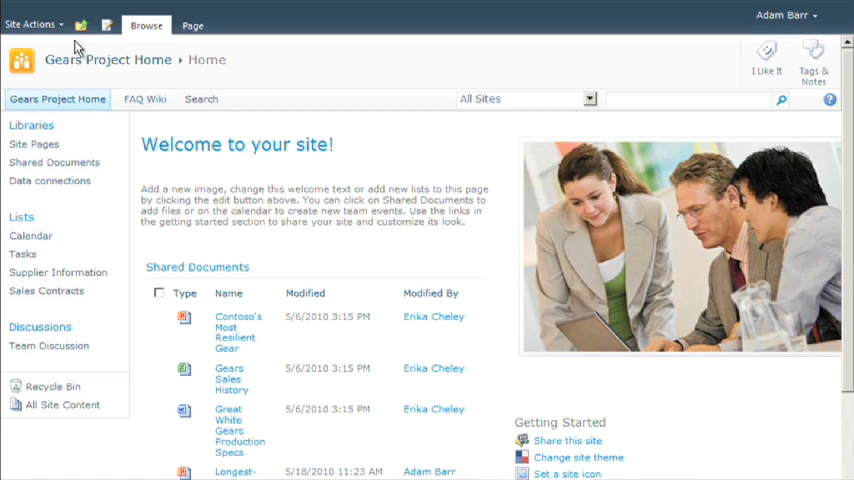 Site Actions
Browse
Page
Adam Barr
Gears Project Home
Home
I Like It
Tags &
Notes
Gears Project Home
FAQ Wiki
Search
All Sites
Libraries
Site Pages
Shared Documents
Data connections
Lists
Calendar
Tasks
Supplier Information
Sales Contracts
Discussions
Team Discussion
Recycle Bin
All Site Content
Welcome to your site!
Add a new image, change this welcome text or add new lists to this page
by clicking the edit button above. You can click on Shared Documents to
add files or on the calendar to create new team events. Use the links in
the getting started section to share your site and customize its look.
Shared Documents
Type Name Modified Modified By
Contoso's 5/6/2010 3:15 PM Erika Cheley
Most
Resilient
Gear
Gears 5/6/2010 3:15 PM Erika Cheley
Sales
History
Great 5/6/2010 3:15 PM Erika Cheley
White
Gears
Production
Specs
Longest- 5/18/2010 11:23 AM Adam Barr
Getting Started
Share this site
Change site theme
Set a site icon